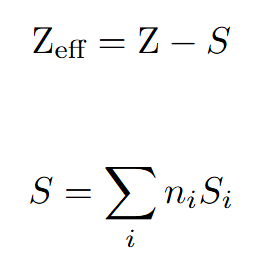 Z_eff = Z − S
S = ∑_i n_i S_i